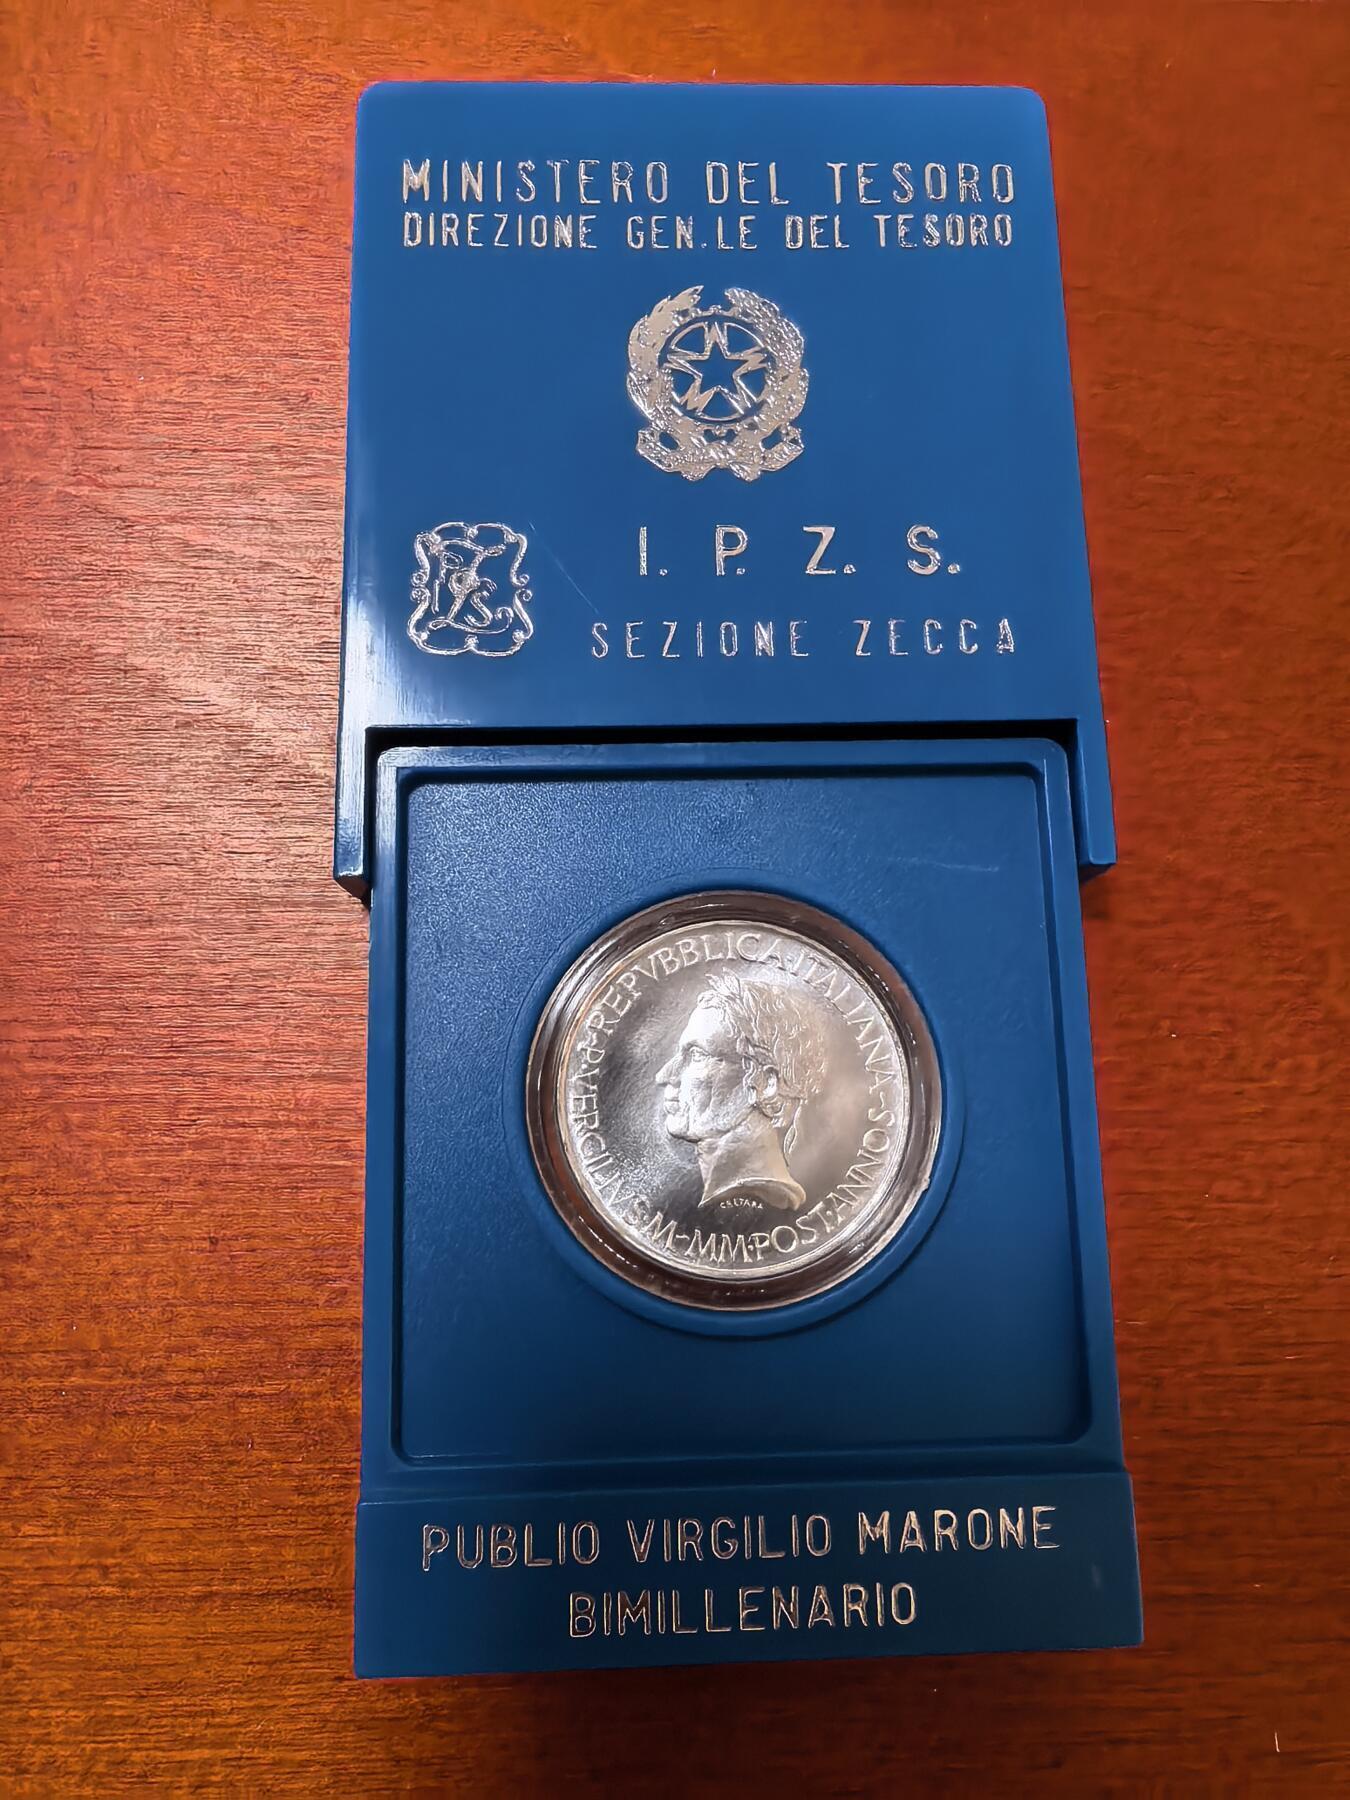 MINISTERO DEL TESORO
DIREZIONE GEN.LE DEL TESORO
I. P. Z. S.
SEZIONE ZECCA
REPVBBLICA·ITALIANA~
P·VERGILIVS·M~MM·POST·ANNOS
PUBLIO VIRGILIO MARONE
BIMILLENARIO